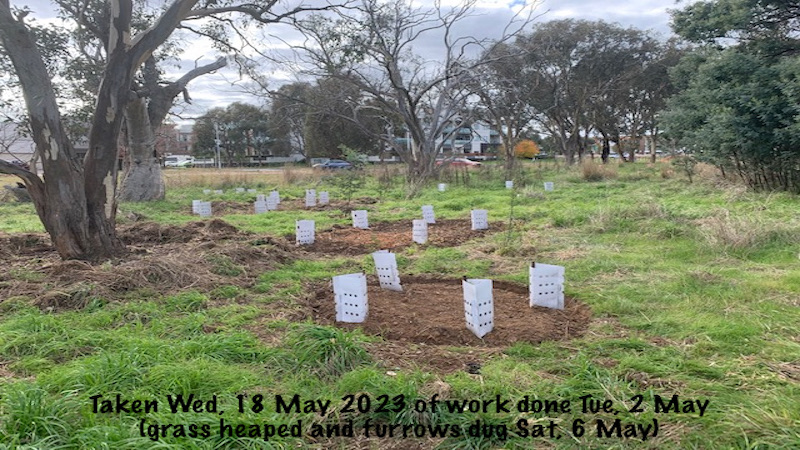 Taken Wed, 18 May 2023 of work done Tue, 2 May
(grass heaped and furrows dug Sat, 6 May)